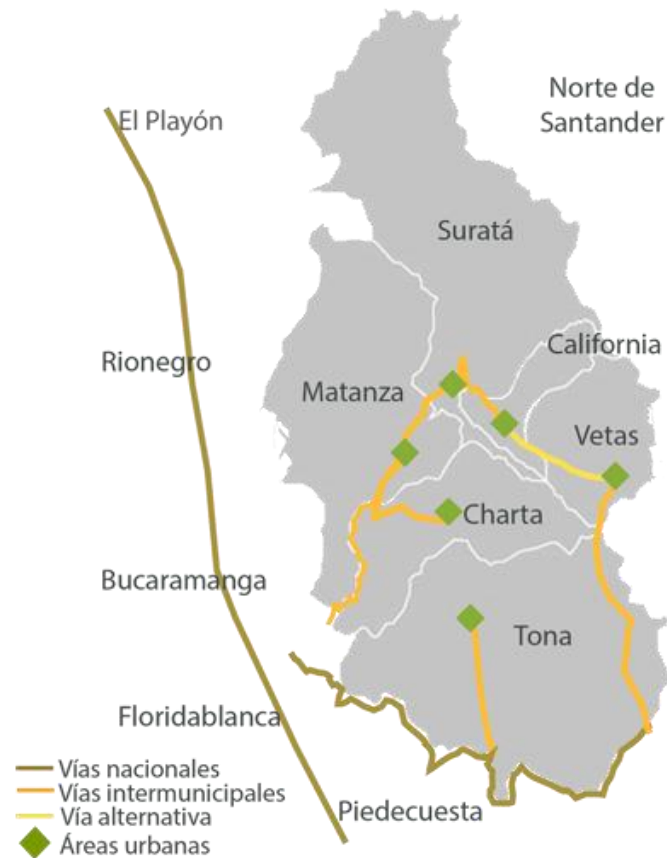 Norte de
Santander
El Playón
Suratá
California
Rionegro
Matanza
Vetas
Charta
Bucaramanga
Tona
Floridablanca
Vías nacionales
Vías intermunicipales
Piedecuesta
Vía alternativa
Áreas urbanas